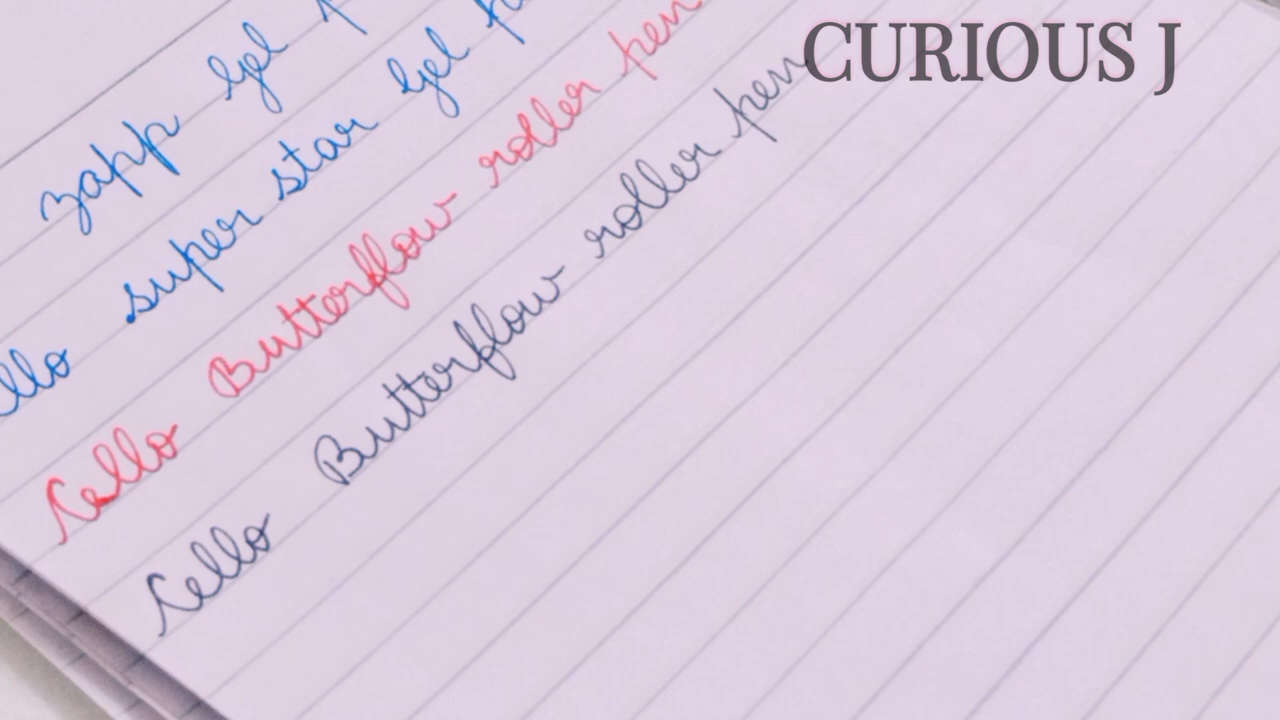 CURIOUS J
zapp Gel
super star Gel
Cello Butterflow roller pen
Cello Butterflow roller pen